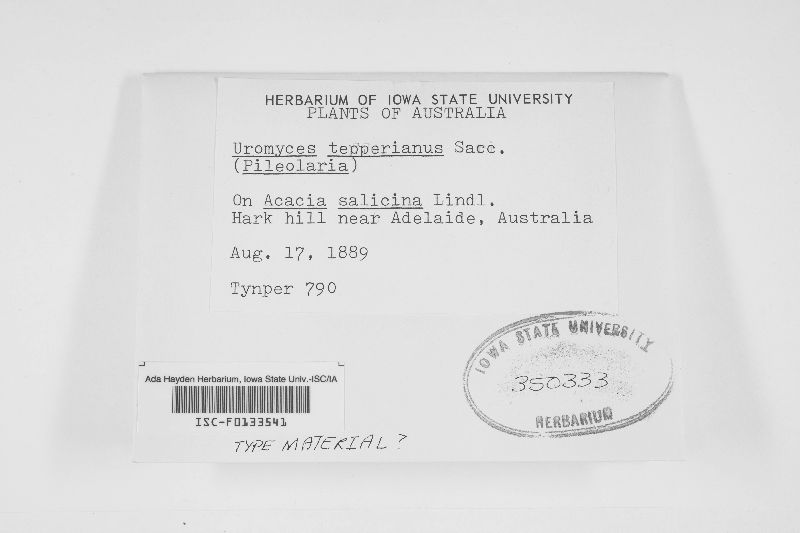 HERBARIUM OF IOWA STATE UNIVERSITY
PLANTS OF AUSTRALIA
Uromyces tepperianus Sacc.
(Pileolaria)
On Acacia salicina Lindl.
Hark hill near Adelaide, Australia
Aug. 17, 1889
Tynper 790
IOWA STATE UNIVERSITY
350333
HERBARIUM
Ada Hayden Herbarium, Iowa State Univ.-ISC/IA
ISC-F0133541
TYPE MATERIAL?